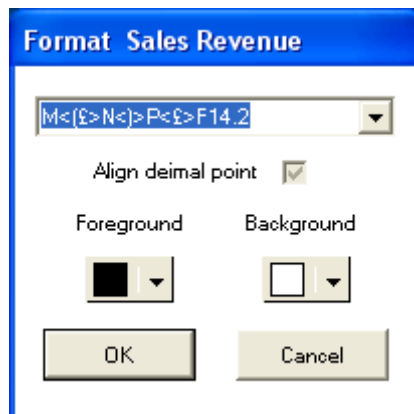 Format Sales Revenue
M<(£>N<)>P<£>F14.2
Align deimal point
Foreground Background
OK Cancel